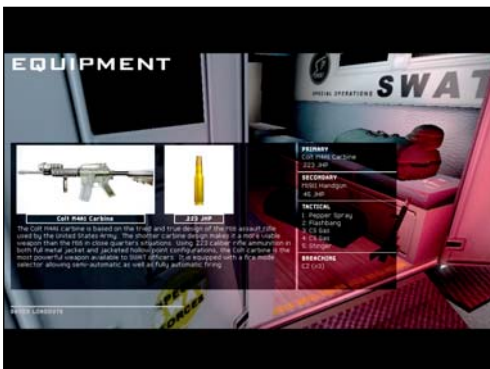 EQUIPMENT
SPECIAL OPERATIONS SWAT
Colt M4A1 Carbine
.223 JHP
The Colt M4A1 carbine is based on the tried and true design of the M16 assault rifle
used by the United States Army. The shorter carbine design makes it a more viable
weapon than the M16 in close quarter's situations. Using .223 caliber rifle ammunition in
both full metal jacket and jacketed hollow point configurations, the Colt carbine is the
most powerful weapon available to SWAT officers. It is equipped with a fire mode
selector allowing semi-automatic as well as fully automatic firing.
PRIMARY
Colt M4A1 Carbine
.223 JHP
SECONDARY
M1911 Handgun
.45 JHP
TACTICAL
1: Pepper Spray
2: Flashbang
3: CS Gas
4: CS Gas
5: Stinger
BREACHING
C2 (x3)